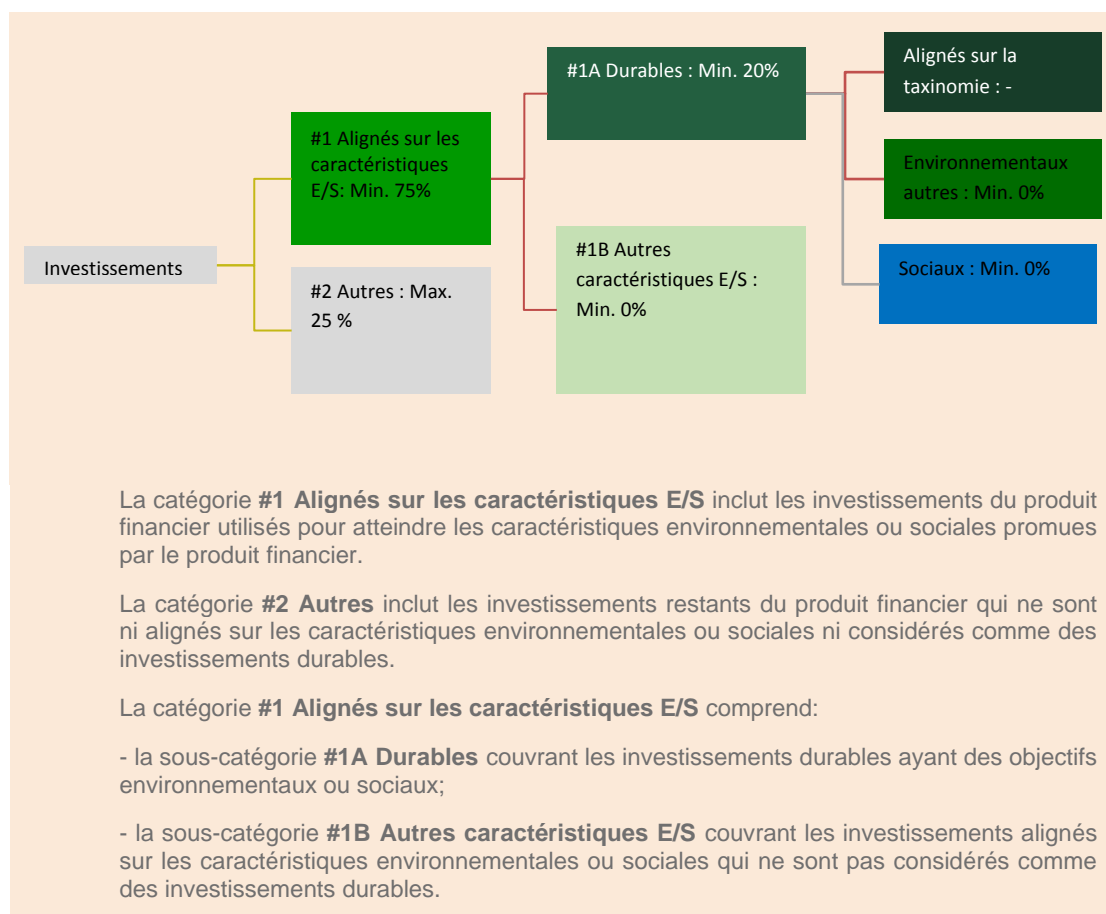 Investissements
#1 Alignés sur les
caractéristiques
E/S: Min. 75%
#2 Autres : Max.
25 %
#1A Durables : Min. 20%
#1B Autres
caractéristiques E/S :
Min. 0%
Alignés sur la
taxinomie : -
Environnementaux
autres : Min. 0%
Sociaux : Min. 0%
La catégorie #1 Alignés sur les caractéristiques E/S inclut les investissements du produit
financier utilisés pour atteindre les caractéristiques environnementales ou sociales promues
par le produit financier.
La catégorie #2 Autres inclut les investissements restants du produit financier qui ne sont
ni alignés sur les caractéristiques environnementales ou sociales ni considérés comme des
investissements durables.
La catégorie #1 Alignés sur les caractéristiques E/S comprend:
- la sous-catégorie #1A Durables couvrant les investissements durables ayant des objectifs
environnementaux ou sociaux;
- la sous-catégorie #1B Autres caractéristiques E/S couvrant les investissements alignés
sur les caractéristiques environnementales ou sociales qui ne sont pas considérés comme
des investissements durables.